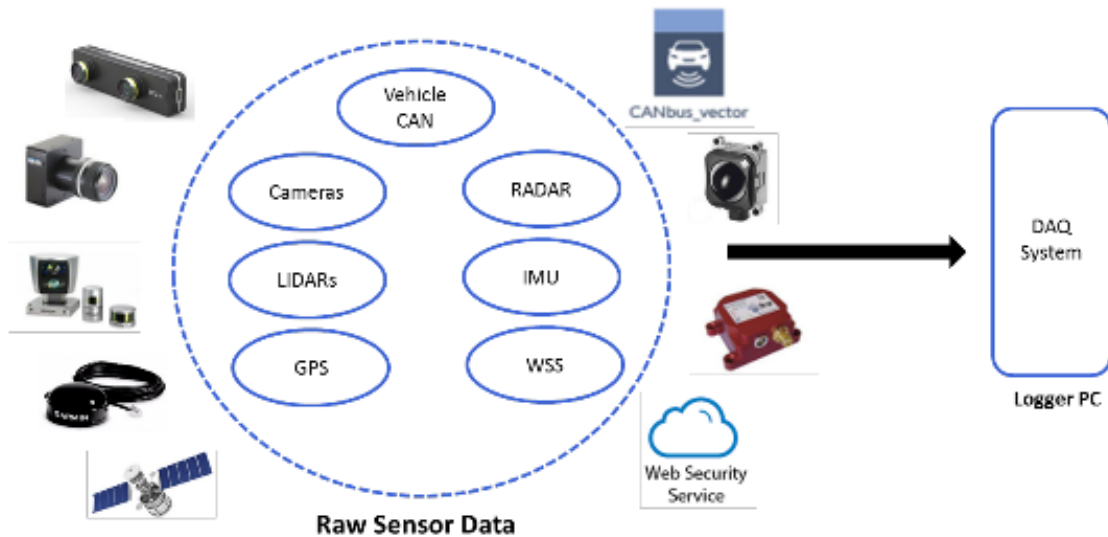 Vehicle
CAN
CANbus_vector
Cameras
RADAR
LIDARs
IMU
GPS
WSS
GARMIN
DAQ
System
Logger PC
Web Security
Service
Raw Sensor Data